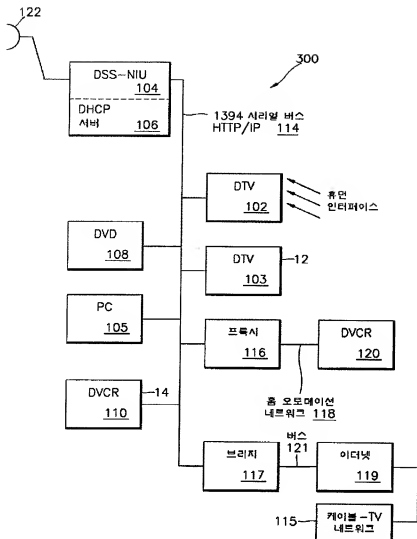 122
DSS-NIU
104
DHCP
서버 106
300
1394 시리얼 버스
HTTP/IP 114
DTV
102
휴먼
인터페이스
DVD
108
DTV
103
12
PC
105
프록시
116
DVCR
120
DVCR
110
14
홈 오토메이션
네트워크 118
브리지
117
버스
121
이더넷
119
115
케이블-TV
네트워크